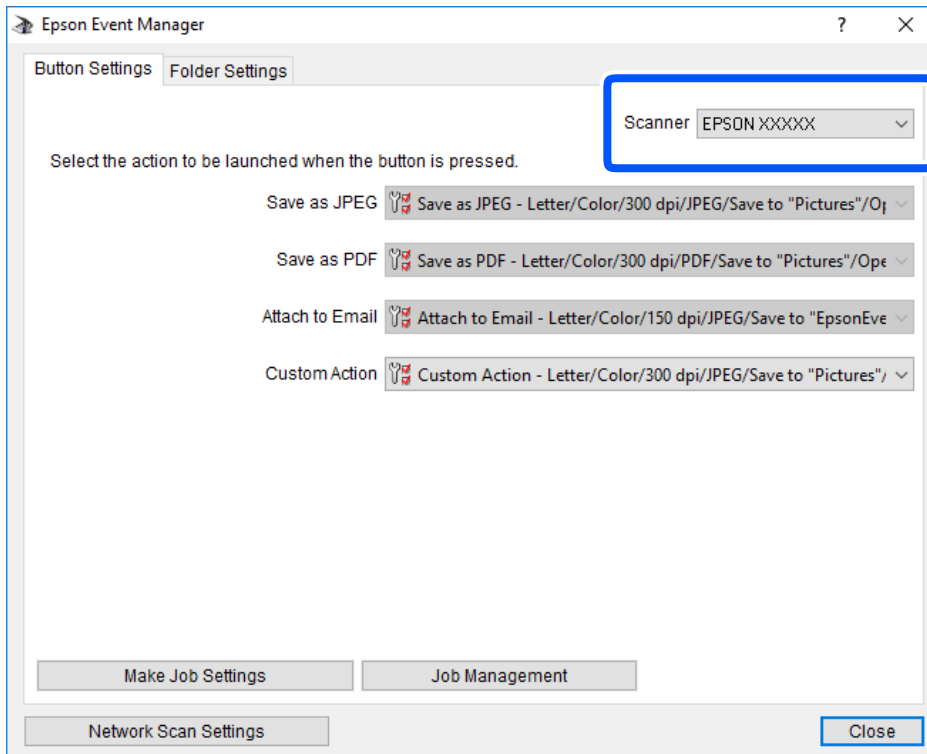 Epson Event Manager
Button Settings Folder Settings
Scanner EPSON XXXXX
Select the action to be launched when the button is pressed.
Save as JPEG Save as JPEG - Letter/Color/300 dpi/JPEG/Save to "Pictures"/Op
Save as PDF Save as PDF - Letter/Color/300 dpi/PDF/Save to "Pictures"/Ope
Attach to Email Attach to Email - Letter/Color/150 dpi/JPEG/Save to "EpsonEve
Custom Action Custom Action - Letter/Color/300 dpi/JPEG/Save to "Pictures"/
Make Job Settings Job Management
Network Scan Settings Close